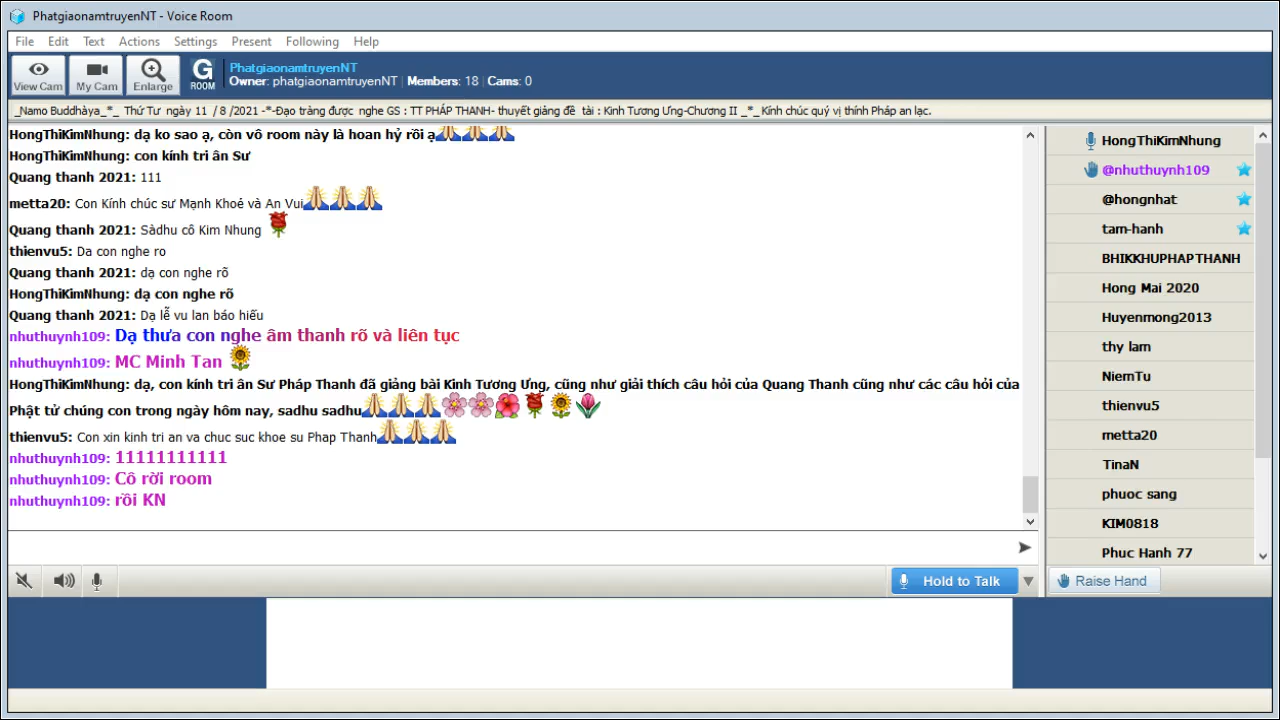 PhatgiaonamtruyenNT - Voice Room
File Edit Text Actions Settings Present Following Help
View Cam My Cam Enlarge G ROOM
PhatgiaonamtruyenNT
Owner: phatgiaonamtruyenNT Members: 18 Cams: 0
_Namo Buddhàya_*_ Thứ Tư ngày 11 / 8 /2021 -*-Đạo tràng được nghe GS : TT PHÁP THANH- thuyết giảng đề tài : Kinh Tương Ưng-Chương II _*_ Kính chúc quý vị thính Pháp an lạc.
HongThiKimNhung: dạ ko sao ạ, còn vô room này là hoan hỷ rồi ạ
HongThiKimNhung: con kính tri ân Sư
Quang thanh 2021: 111
metta20: Con Kính chúc sư Mạnh Khoẻ và An Vui
Quang thanh 2021: Sàdhu cô Kim Nhung
thienvu5: Da con nghe ro
Quang thanh 2021: dạ con nghe rõ
HongThiKimNhung: dạ con nghe rõ
Quang thanh 2021: Dạ lễ vu lan báo hiếu
nhuthuynh109: Dạ thưa con nghe âm thanh rõ và liên tục
nhuthuynh109: MC Minh Tan
HongThiKimNhung: dạ, con kính tri ân Sư Pháp Thanh đã giảng bài Kinh Tương Ưng, cũng như giải thích câu hỏi của Quang Thanh cũng như các câu hỏi của
Phật tử chúng con trong ngày hôm nay, sadhu sadhu
thienvu5: Con xin kinh tri an va chuc suc khoe su Phap Thanh
nhuthuynh109: 11111111111
nhuthuynh109: Cô rời room
nhuthuynh109: rồi KN
Hold to Talk
HongThiKimNhung
@nhuthuynh109
@hongnhat
tam-hanh
BHIKKHUPHAPTHANH
Hong Mai 2020
Huyenmong2013
thy lam
NiemTu
thienvu5
metta20
TinaN
phuoc sang
KIM0818
Phuc Hanh 77
Raise Hand